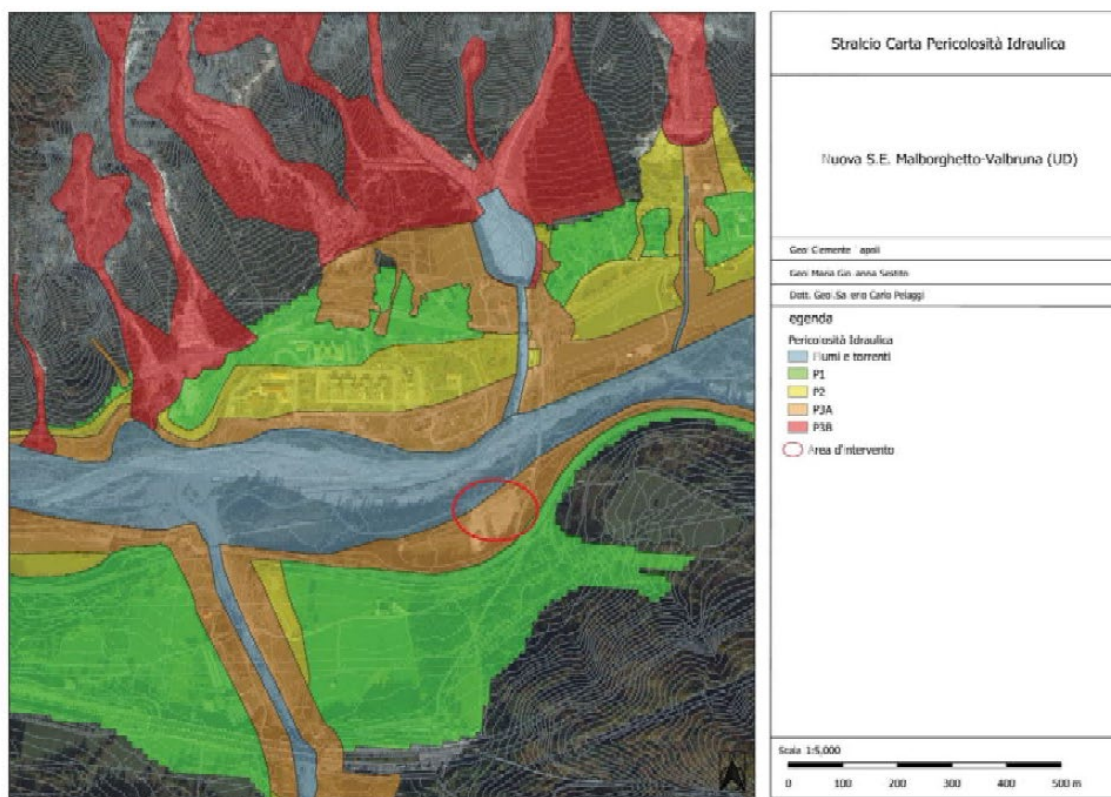 Stralcio Carta Pericolosità Idraulica
Nuova S.E. Malborghetto-Valbruna (UD)
Geol. Clemente
Geol. Maria Giovanna Sestito
Dott. Geol. Carlo Pelaggi
egenda
Pericolosità Idraulica
Fiumi e torrenti
P1
P2
P3A
P3B
Area d'intervento
Scala 1:5,000
0 100 200 300 400 500 m